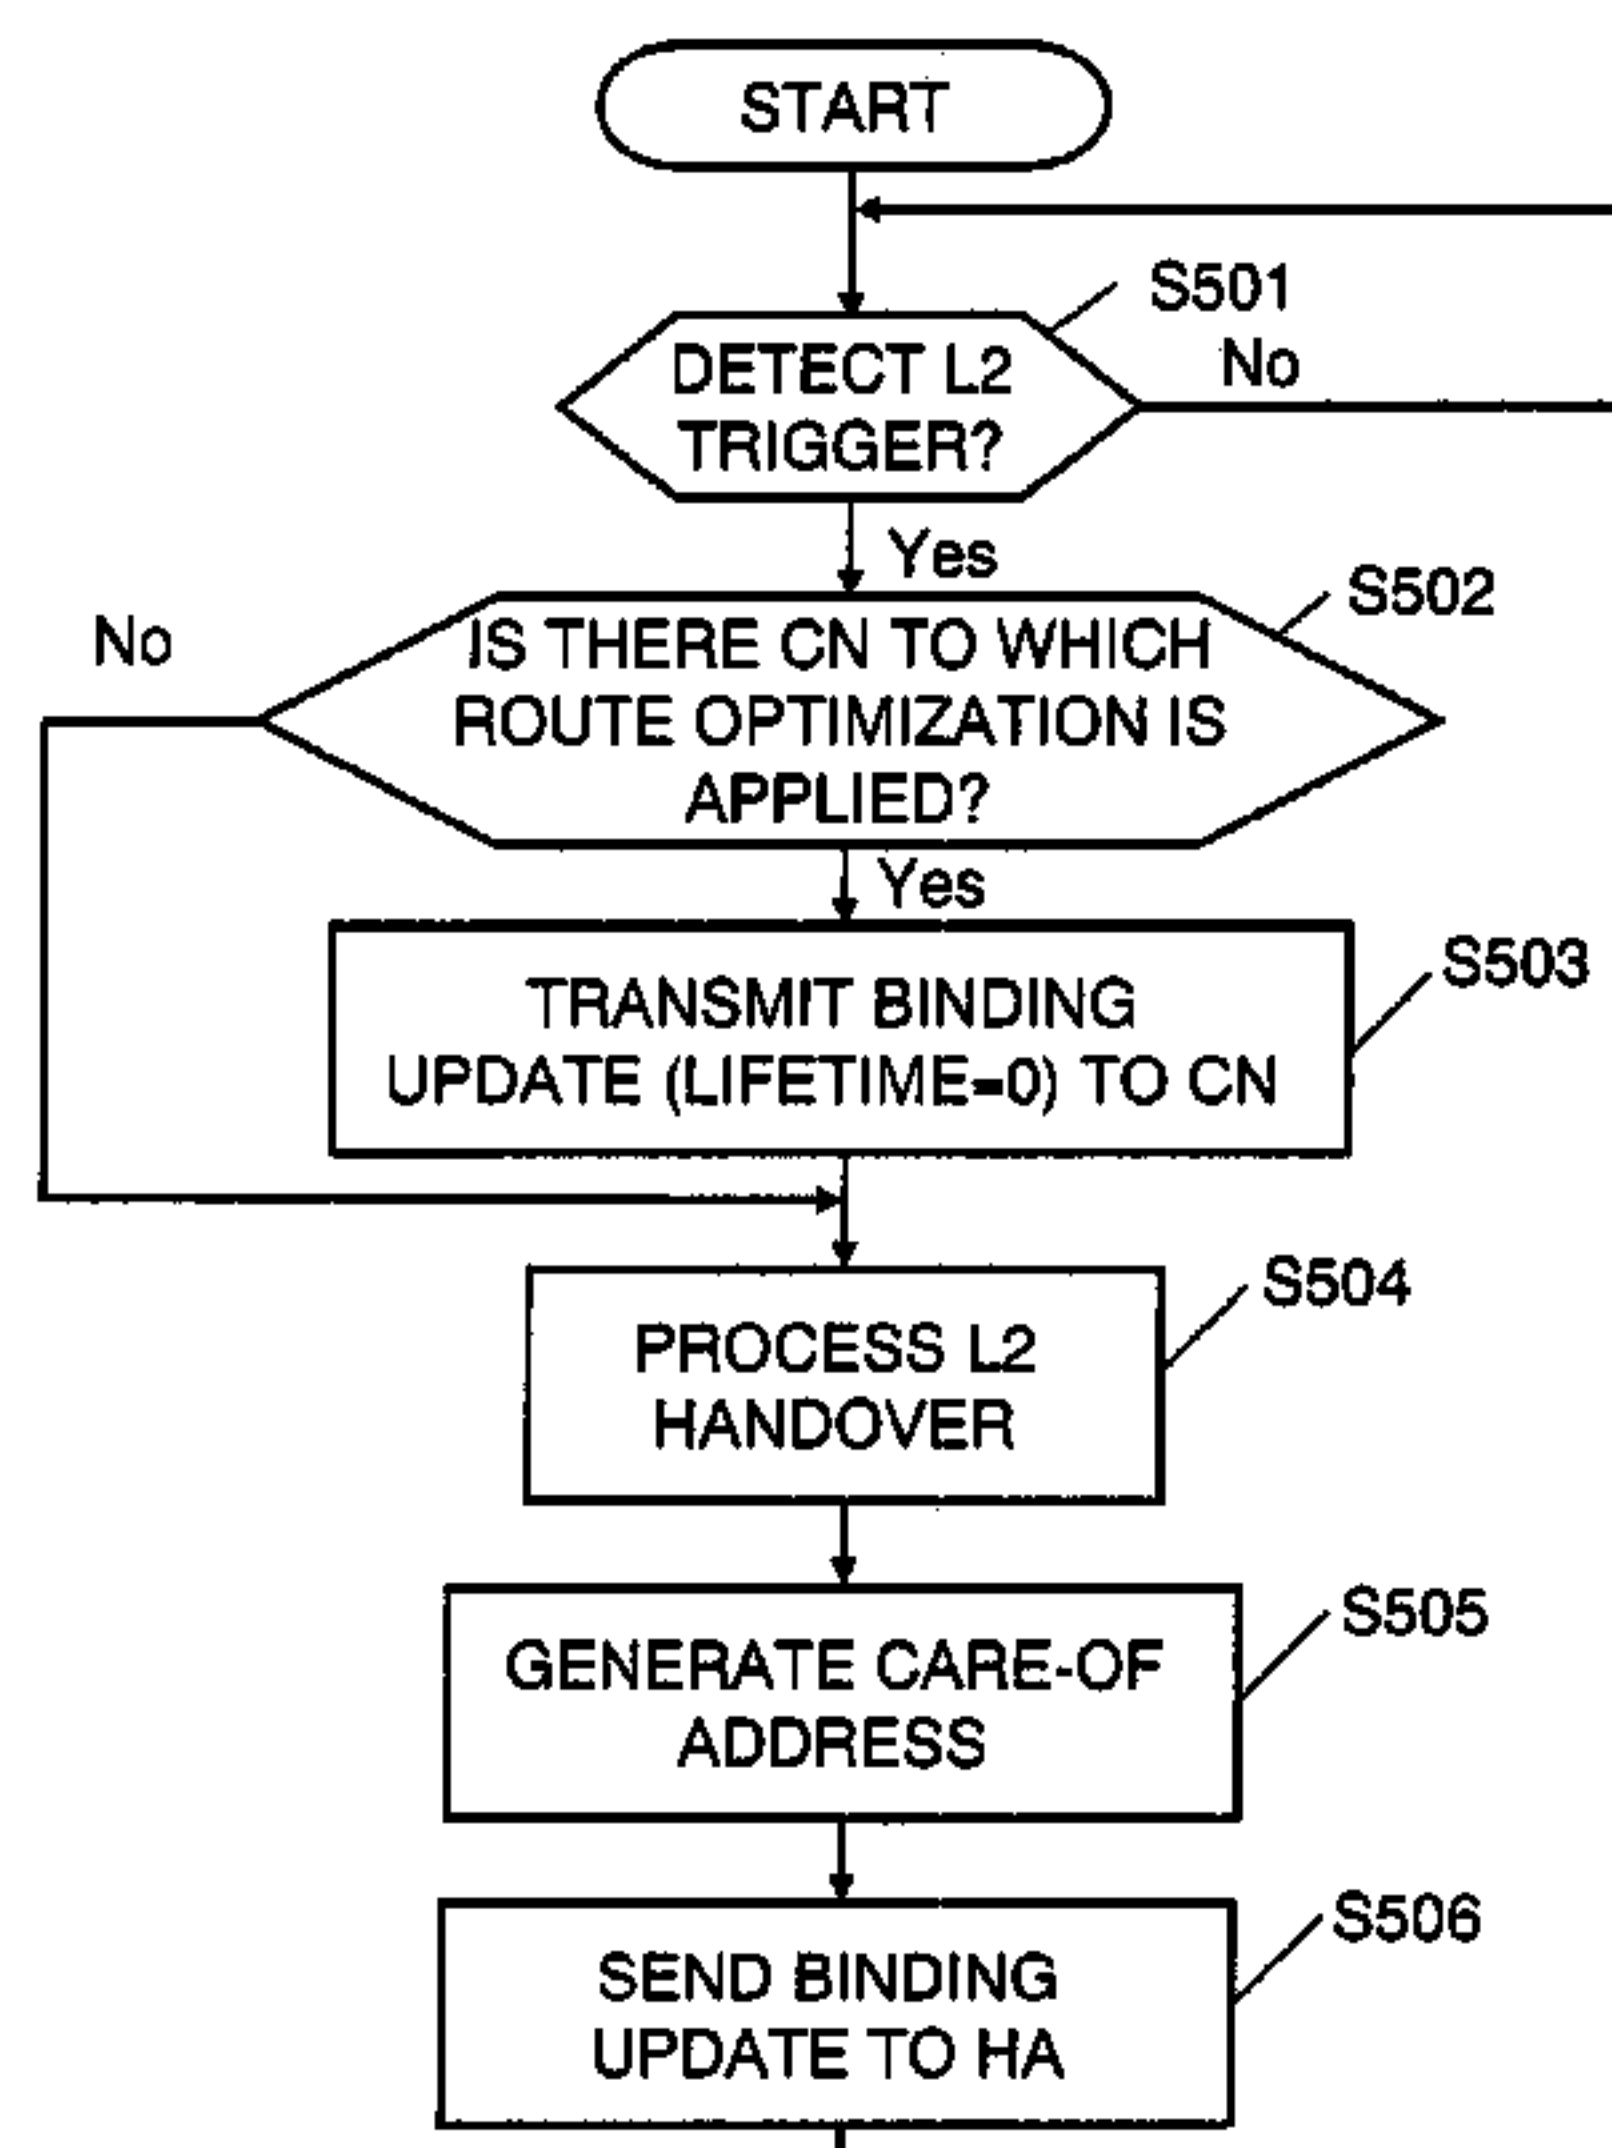 START
S501
DETECT L2
TRIGGER?
No
Yes
S502
No
IS THERE CN TO WHICH
ROUTE OPTIMIZATION IS
APPLIED?
Yes
S503
TRANSMIT BINDING
UPDATE (LIFETIME=0) TO CN
S504
PROCESS L2
HANDOVER
S505
GENERATE CARE-OF
ADDRESS
S506
SEND BINDING
UPDATE TO HA